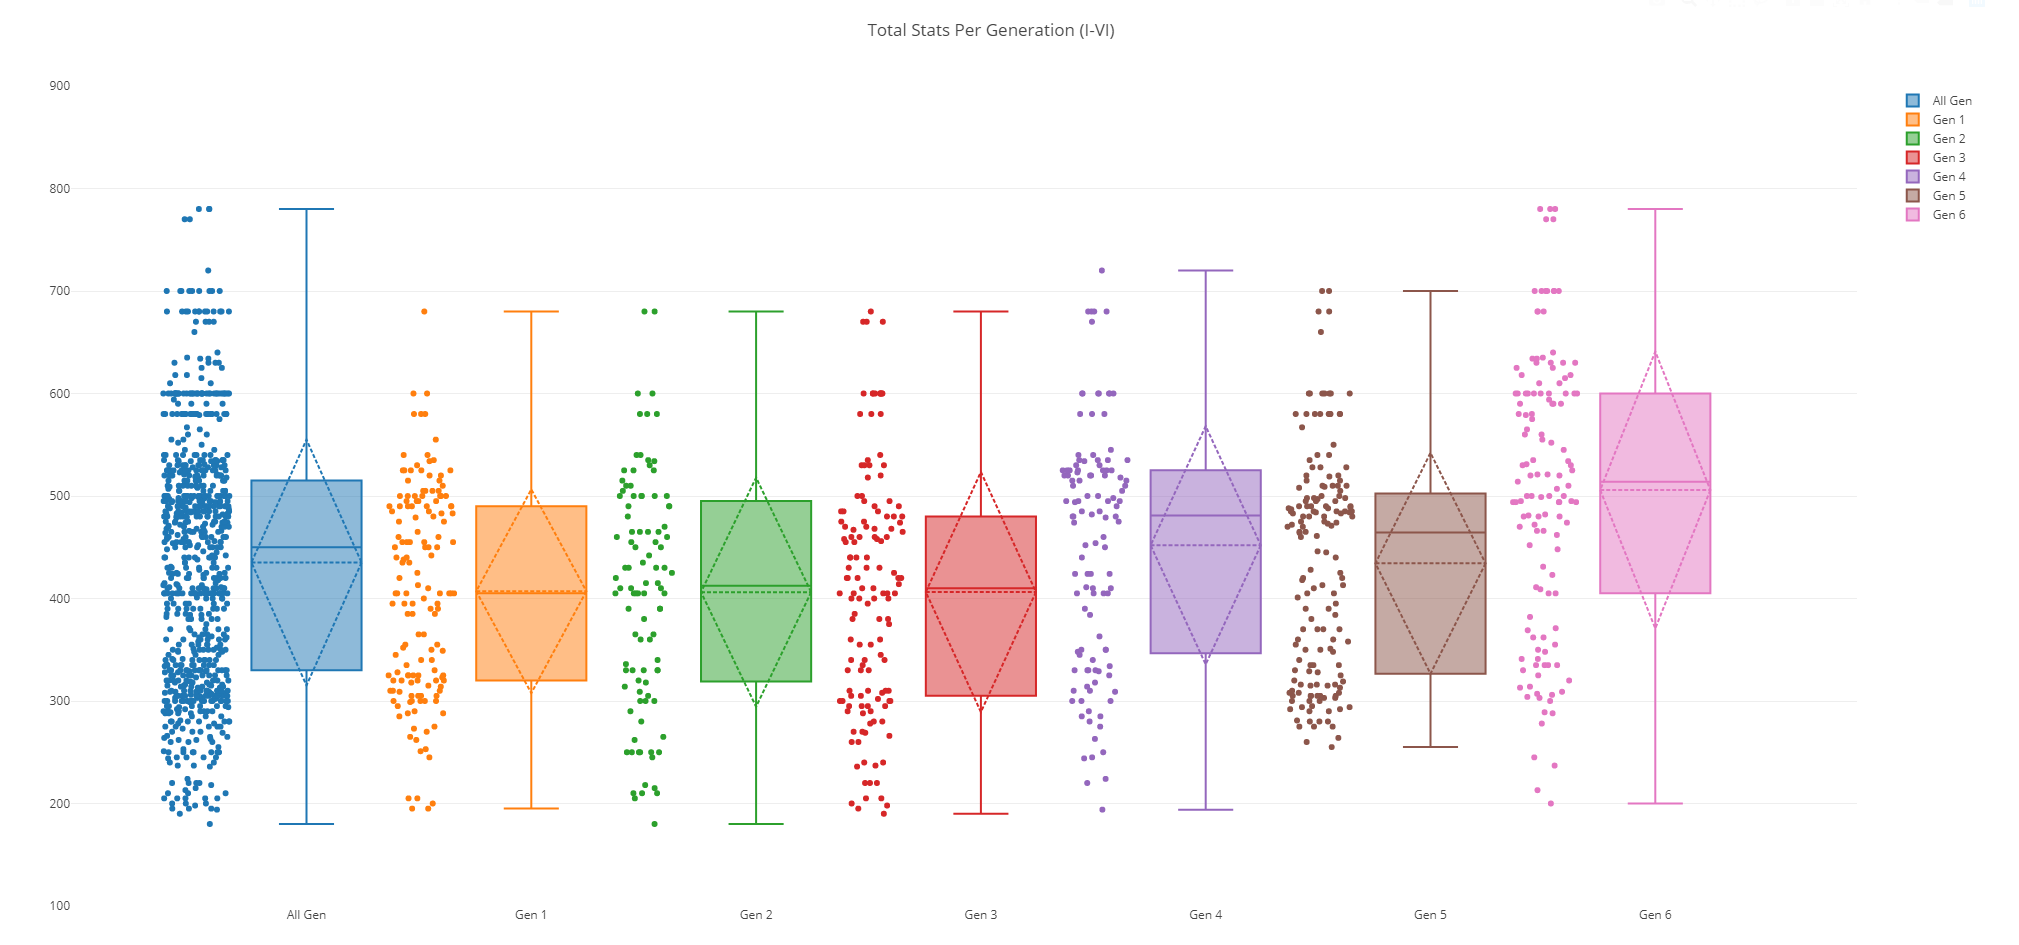 Total Stats Per Generation (I-VI)
900
800
700
600
500
400
300
200
100
All Gen
Gen 1
Gen 2
Gen 3
Gen 4
Gen 5
Gen 6
All Gen
Gen 1
Gen 2
Gen 3
Gen 4
Gen 5
Gen 6